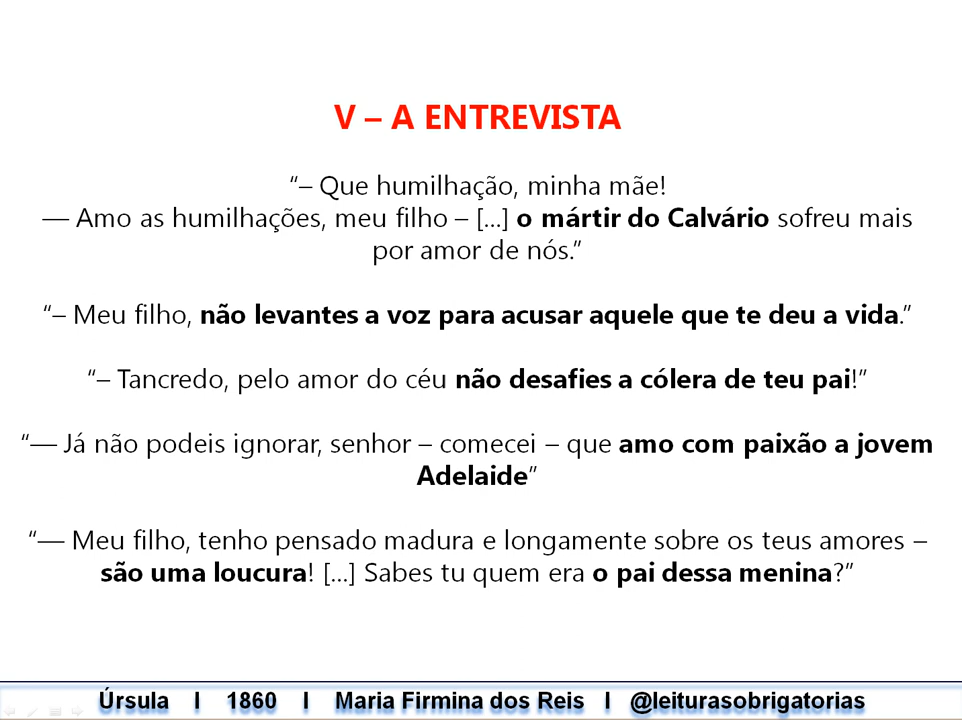 V – A ENTREVISTA
“– Que humilhação, minha mãe!
— Amo as humilhações, meu filho – [...] o mártir do Calvário sofreu mais
por amor de nós.”
“– Meu filho, não levantes a voz para acusar aquele que te deu a vida.”
“– Tancredo, pelo amor do céu não desafies a cólera de teu pai!”
“— Já não podeis ignorar, senhor – comecei – que amo com paixão a jovem
Adelaide”
“— Meu filho, tenho pensado madura e longamente sobre os teus amores –
são uma loucura! [...] Sabes tu quem era o pai dessa menina?”
Úrsula I 1860 I Maria Firmina dos Reis I @leiturasobrigatorias